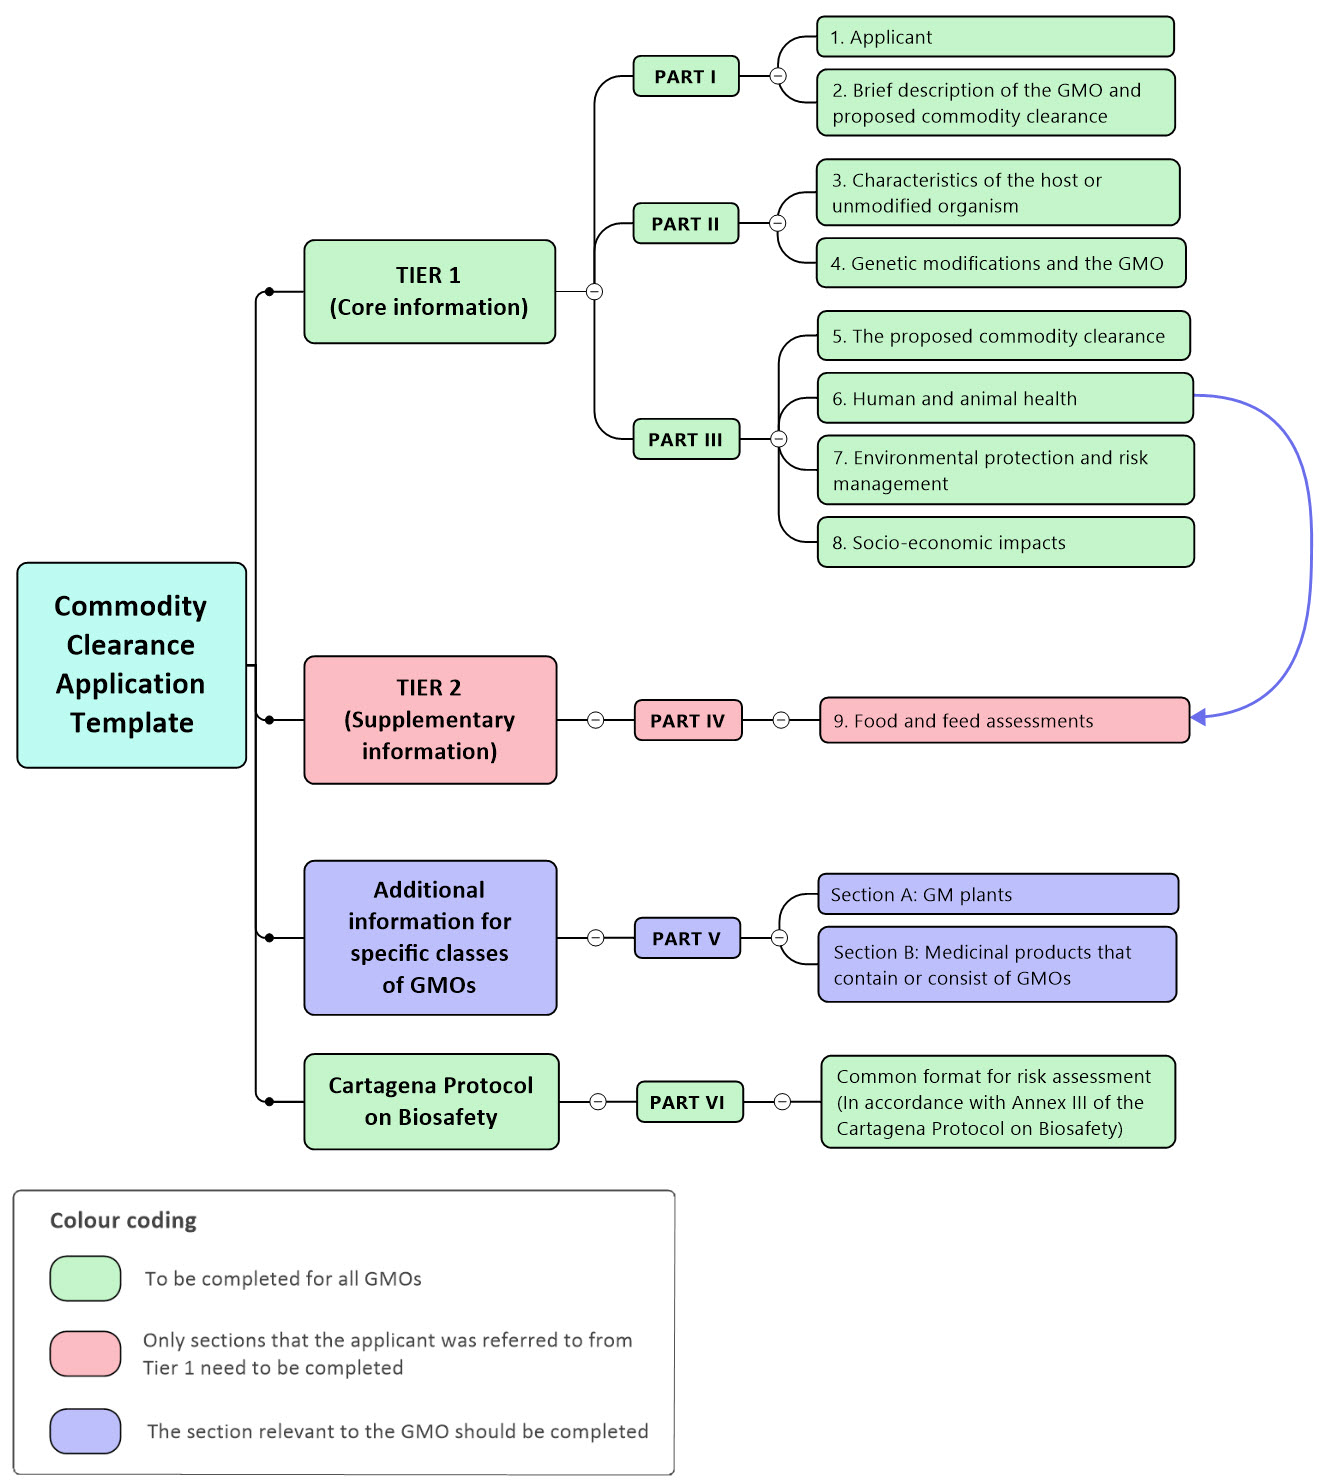 Commodity
Clearance
Application
Template
TIER 1
(Core information)
PART I
1. Applicant
2. Brief description of the GMO and
proposed commodity clearance
PART II
3. Characteristics of the host or
unmodified organism
4. Genetic modifications and the GMO
PART III
5. The proposed commodity clearance
6. Human and animal health
7. Environmental protection and risk
management
8. Socio-economic impacts
TIER 2
(Supplementary
information)
PART IV
9. Food and feed assessments
Additional
information for
specific classes
of GMOs
PART V
Section A: GM plants
Section B: Medicinal products that
contain or consist of GMOs
Cartagena Protocol
on Biosafety
PART VI
Common format for risk assessment
(In accordance with Annex III of the
Cartagena Protocol on Biosafety)
Colour coding
To be completed for all GMOs
Only sections that the applicant was referred to from
Tier 1 need to be completed
The section relevant to the GMO should be completed